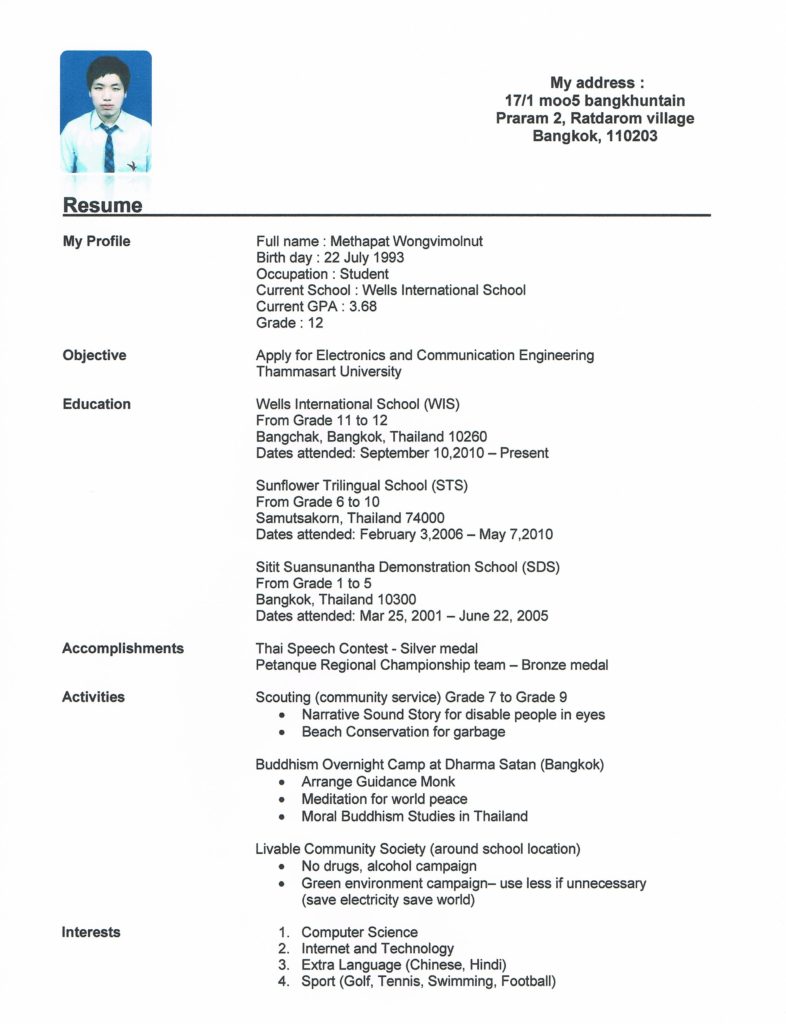 My address :
17/1 moo5 bangkhuntain
Praram 2, Ratdarom village
Bangkok, 110203
Resume
My Profile
Full name : Methapat Wongvimolnut
Birth day : 22 July 1993
Occupation : Student
Current School : Wells International School
Current GPA : 3.68
Grade : 12
Objective
Apply for Electronics and Communication Engineering
Thammasart University
Education
Wells International School (WIS)
From Grade 11 to 12
Bangchak, Bangkok, Thailand 10260
Dates attended: September 10,2010 – Present
Sunflower Trilingual School (STS)
From Grade 6 to 10
Samutsakorn, Thailand 74000
Dates attended: February 3,2006 – May 7,2010
Sitit Suansunantha Demonstration School (SDS)
From Grade 1 to 5
Bangkok, Thailand 10300
Dates attended: Mar 25, 2001 – June 22, 2005
Accomplishments
Thai Speech Contest - Silver medal
Petanque Regional Championship team – Bronze medal
Activities
Scouting (community service) Grade 7 to Grade 9
• Narrative Sound Story for disable people in eyes
• Beach Conservation for garbage
Buddhism Overnight Camp at Dharma Satan (Bangkok)
• Arrange Guidance Monk
• Meditation for world peace
• Moral Buddhism Studies in Thailand
Livable Community Society (around school location)
• No drugs, alcohol campaign
• Green environment campaign– use less if unnecessary
(save electricity save world)
Interests
1. Computer Science
2. Internet and Technology
3. Extra Language (Chinese, Hindi)
4. Sport (Golf, Tennis, Swimming, Football)